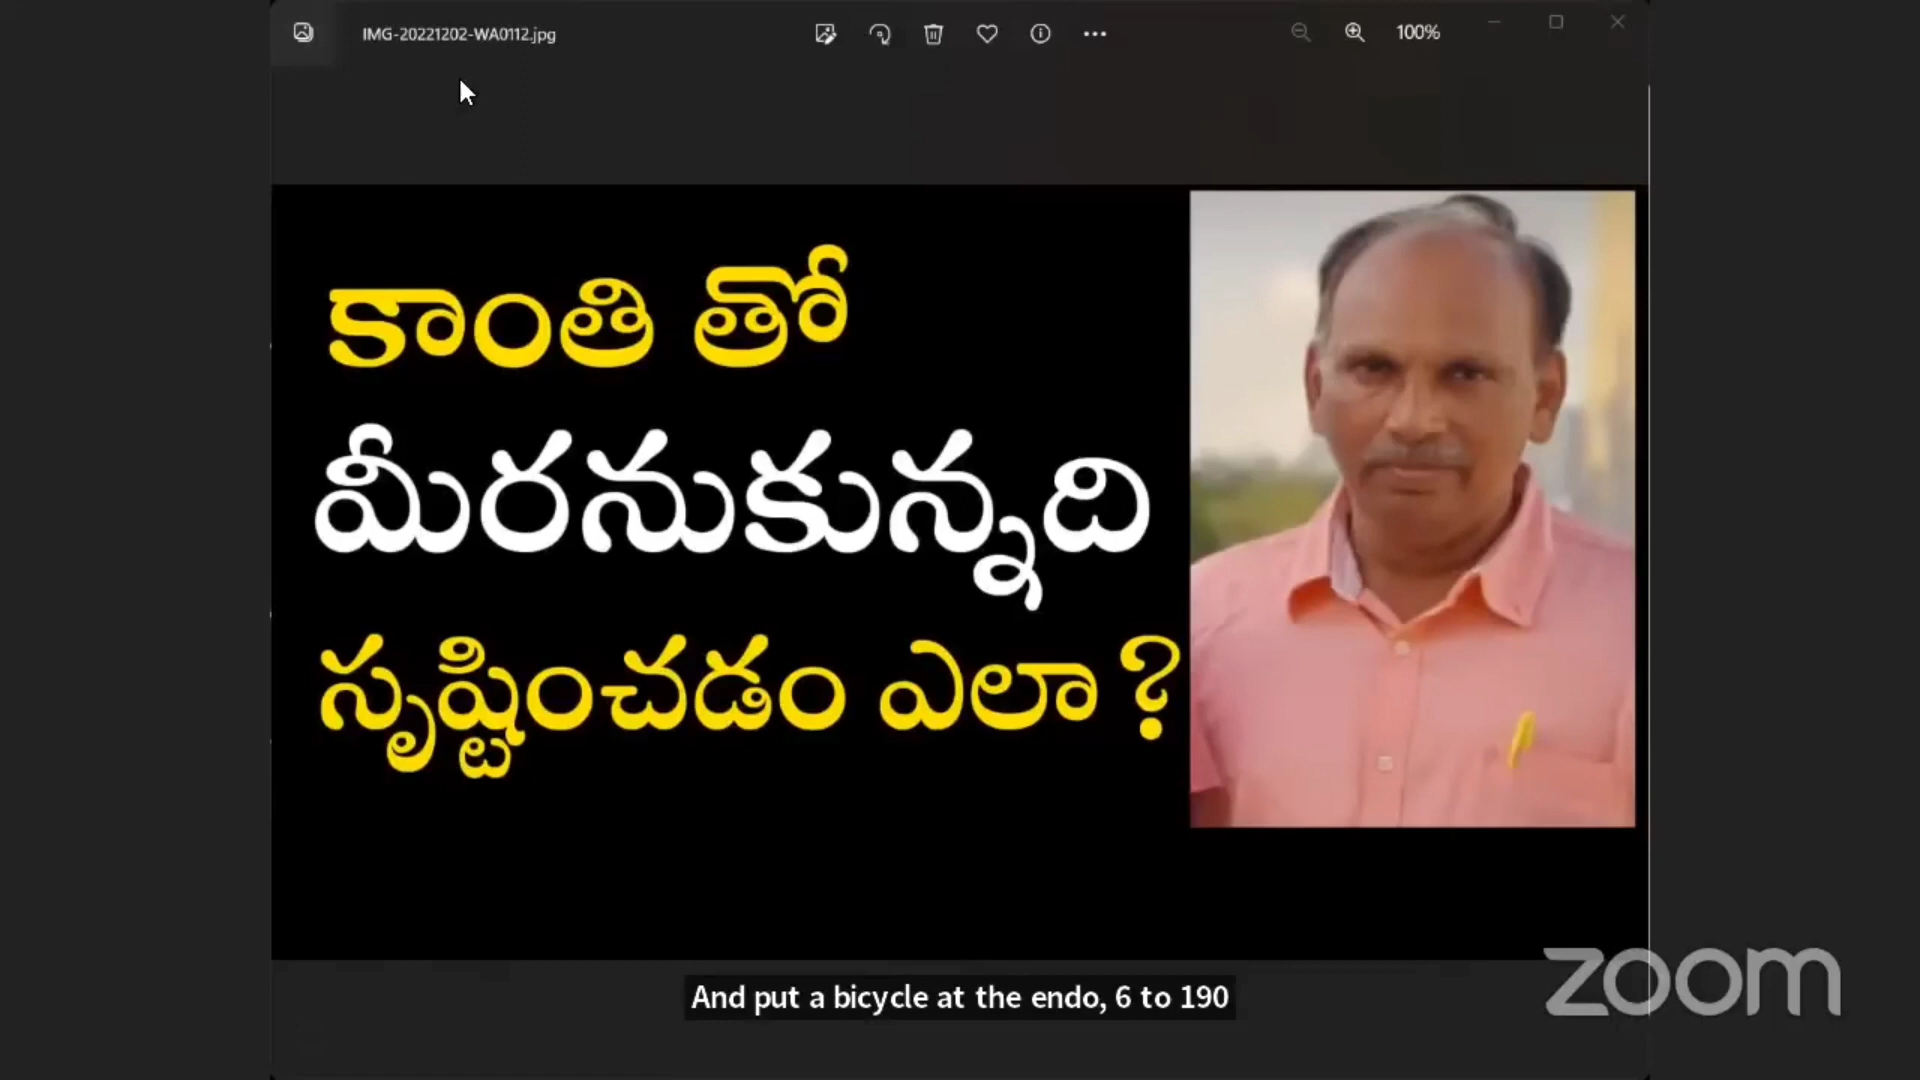 IMG-20221202-WA0112.jpg
100%
కాంతి తో
మీరనుకున్నది
సృష్టించడం ఎలా ?
And put a bicycle at the endo, 6 to 190
zoom